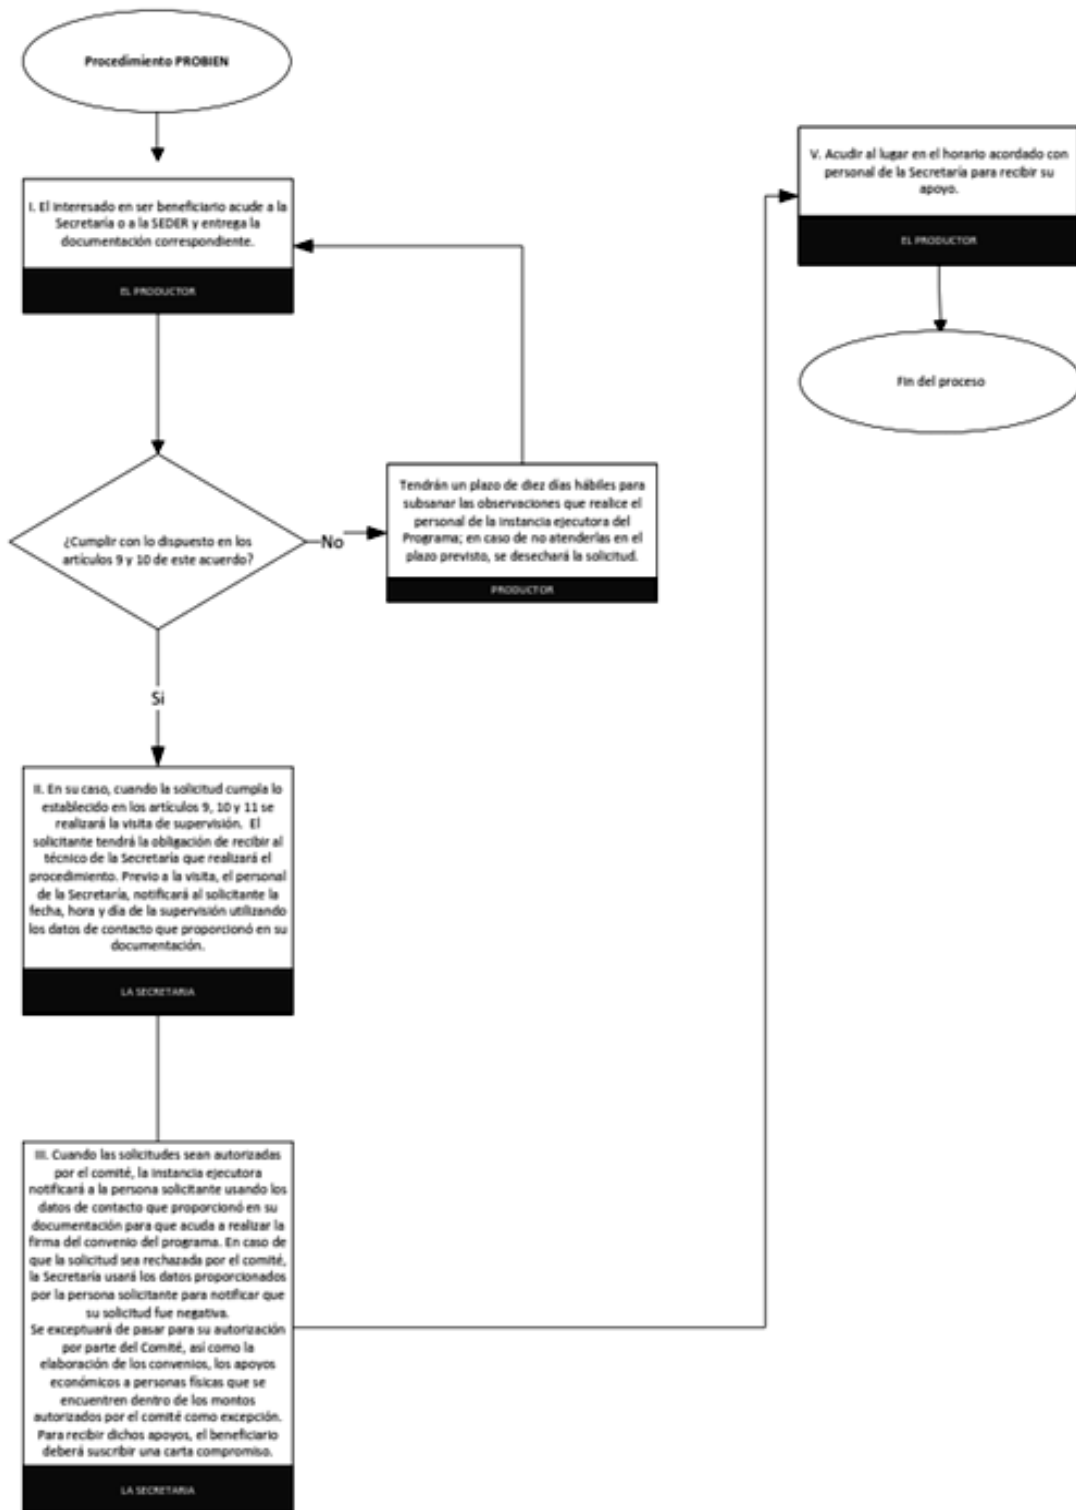 Procedimiento PROBIEN
I. El interesado en ser beneficiario acude a la
Secretaría o a la SEDER y entrega la
documentación correspondiente.
EL PRODUCTOR
¿Cumplir con lo dispuesto en los
artículos 9 y 10 de este acuerdo?
No
Tendrán un plazo de diez días hábiles para
subsanar las observaciones que realice el
personal de la instancia ejecutora del
Programa; en caso de no atenderlas en el
plazo previsto, se desechará la solicitud.
PRODUCTOR
Si
II. En su caso, cuando la solicitud cumpla lo
establecido en los artículos 9, 10 y 11 se
realizará la visita de supervisión. El
solicitante tendrá la obligación de recibir al
técnico de la Secretaría que realizará el
procedimiento. Previo a la visita, el personal
de la Secretaría, notificará al solicitante la
fecha, hora y día de la supervisión utilizando
los datos de contacto que proporcionó en su
documentación.
LA SECRETARIA
III. Cuando las solicitudes sean autorizadas
por el comité, la instancia ejecutora
notificará a la persona solicitante usando los
datos de contacto que proporcionó en su
documentación para que acuda a realizar la
firma del convenio del programa. En caso de
que la solicitud sea rechazada por el comité,
la Secretaría usará los datos proporcionados
por la persona solicitante para notificar que
su solicitud fue negativa.
Se exceptuará de pasar para su autorización
por parte del Comité, así como la
elaboración de los convenios, los apoyos
económicos a personas físicas que se
encuentren dentro de los montos
autorizados por el comité como excepción.
Para recibir dichos apoyos, el beneficiario
deberá suscribir una carta compromiso.
LA SECRETARIA
V. Acudir al lugar en el horario acordado con
personal de la Secretaría para recibir su
apoyo.
EL PRODUCTOR
Fin del proceso